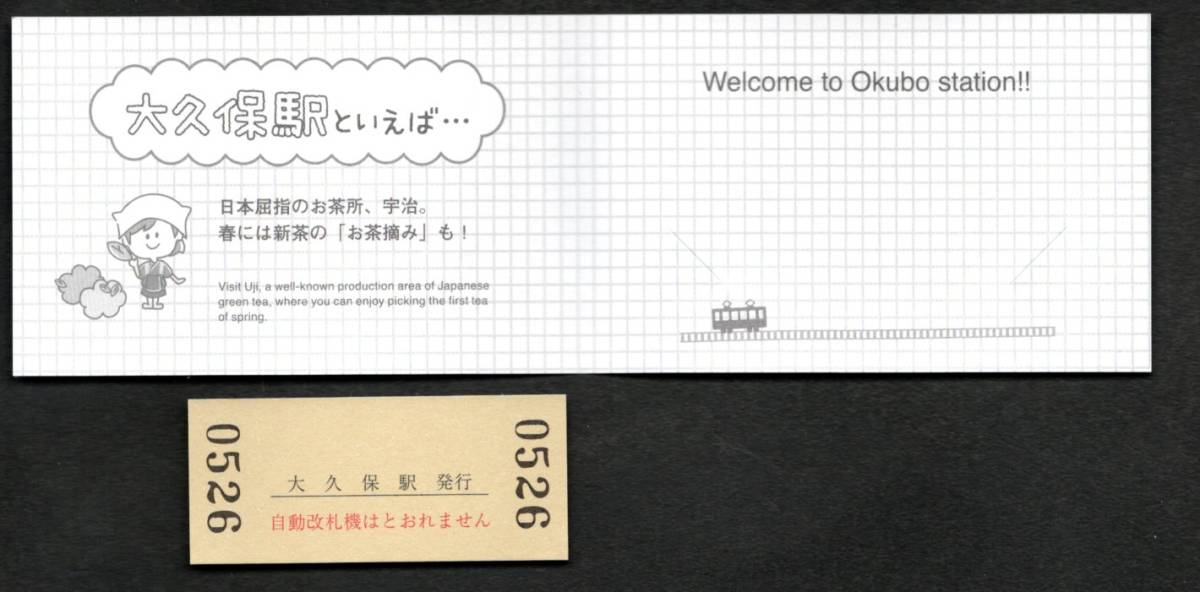 大久保駅といえば…
日本屈指のお茶所、宇治。
春には新茶の「お茶摘み」も！
Visit Uji, a well-known production area of Japanese
green tea, where you can enjoy picking the first tea
of spring.
Welcome to Okubo station!!
0526
大久保駅発行
自動改札機はとおれません
0526